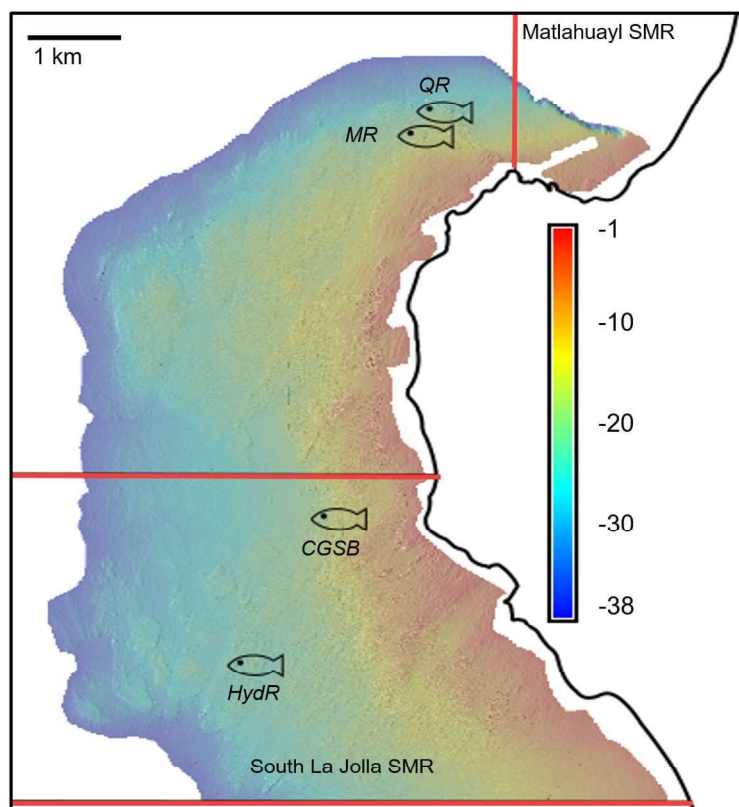 Matlahuayl SMR
1 km
QR
MR
-1
-10
-20
-30
-38
CGSB
HydR
South La Jolla SMR